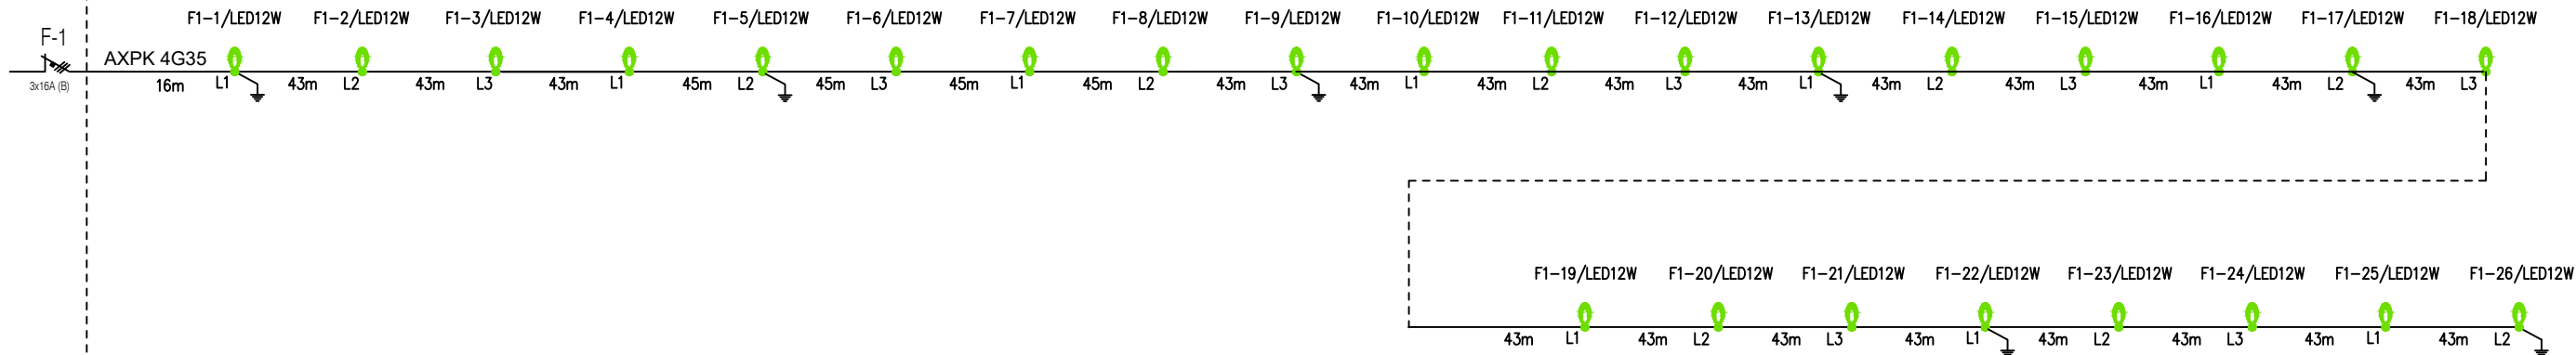 F1-1/LED12W F1-2/LED12W F1-3/LED12W F1-4/LED12W F1-5/LED12W F1-6/LED12W F1-7/LED12W F1-8/LED12W F1-9/LED12W F1-10/LED12W F1-11/LED12W F1-12/LED12W F1-13/LED12W F1-14/LED12W F1-15/LED12W F1-16/LED12W F1-17/LED12W F1-18/LED12W
F-1
AXPK 4G35
3x16A (B)
16m L1 43m L2 43m L3 43m L1 45m L2 45m L3 45m L1 45m L2 43m L3 43m L1 43m L2 43m L3 43m L1 43m L2 43m L3 43m L1 43m L2 43m L3
F1-19/LED12W F1-20/LED12W F1-21/LED12W F1-22/LED12W F1-23/LED12W F1-24/LED12W F1-25/LED12W F1-26/LED12W
43m L1 43m L2 43m L3 43m L1 43m L2 43m L3 43m L1 43m L2